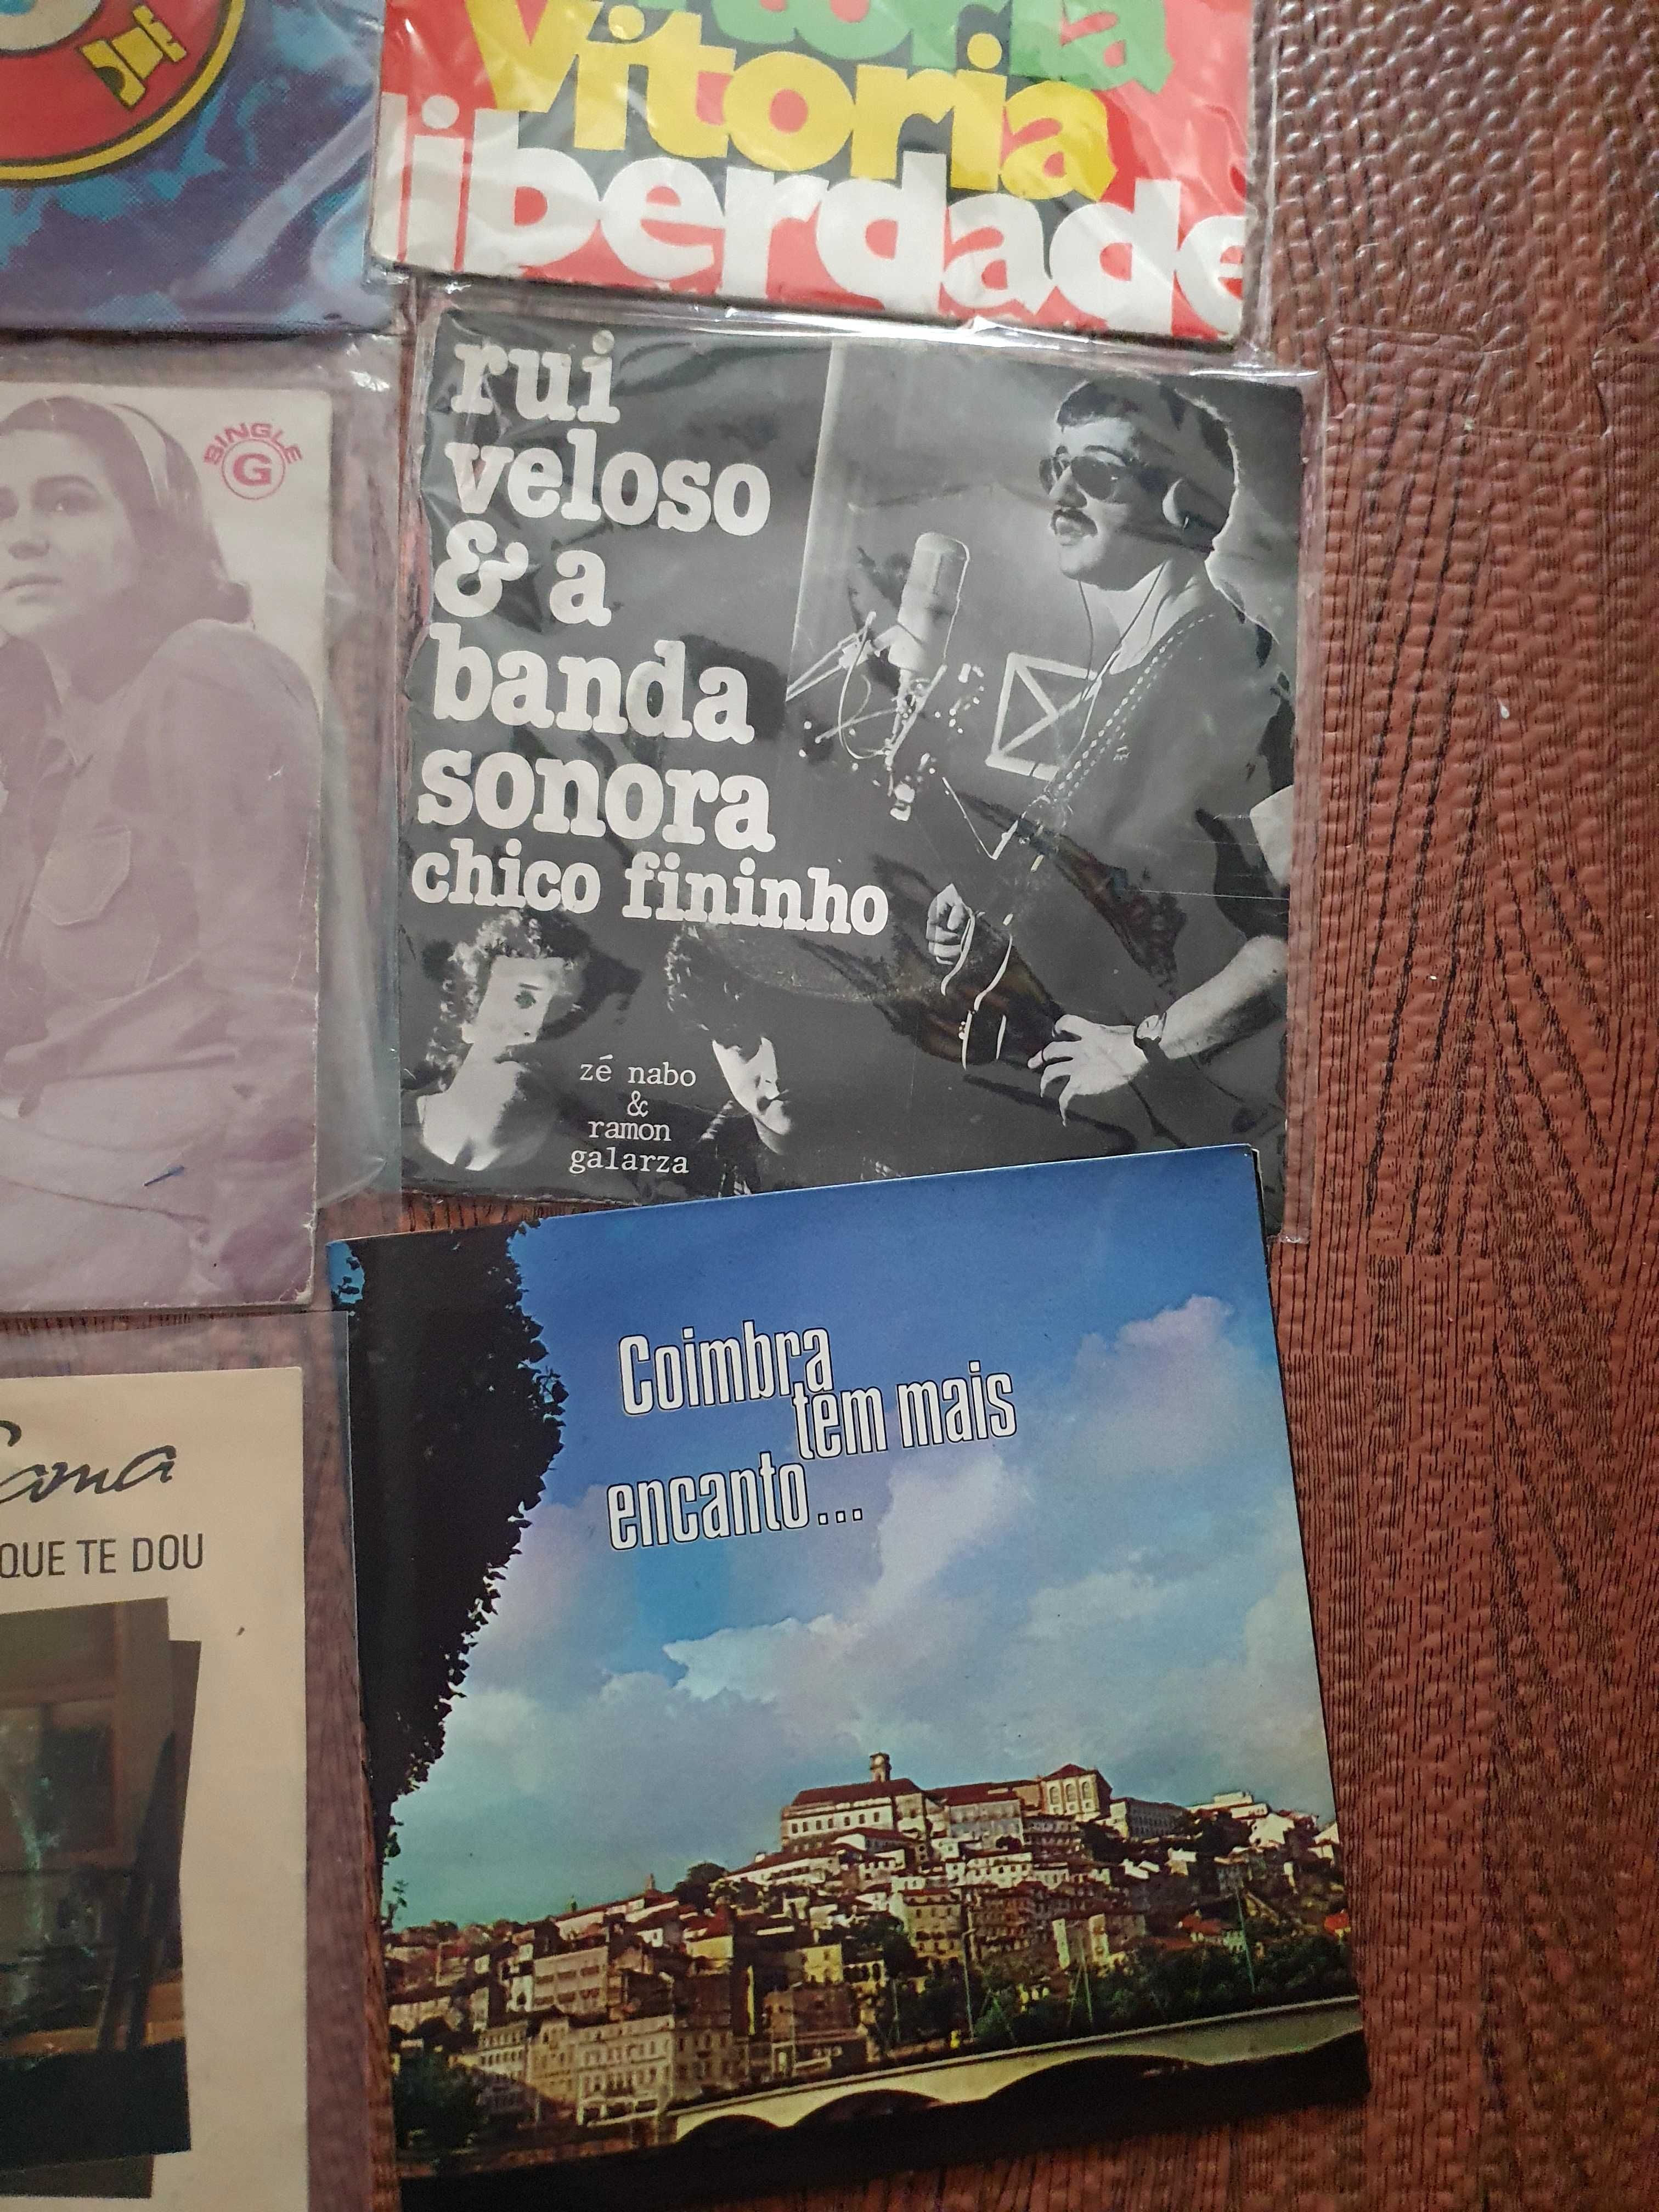 Vitoria
liberdade
SINGLE
G
rui
veloso
& a
banda
sonora
chico fininho
zé nabo
&
ramon
galarza
QUE TE DOU
Coimbra
tem mais
encanto...